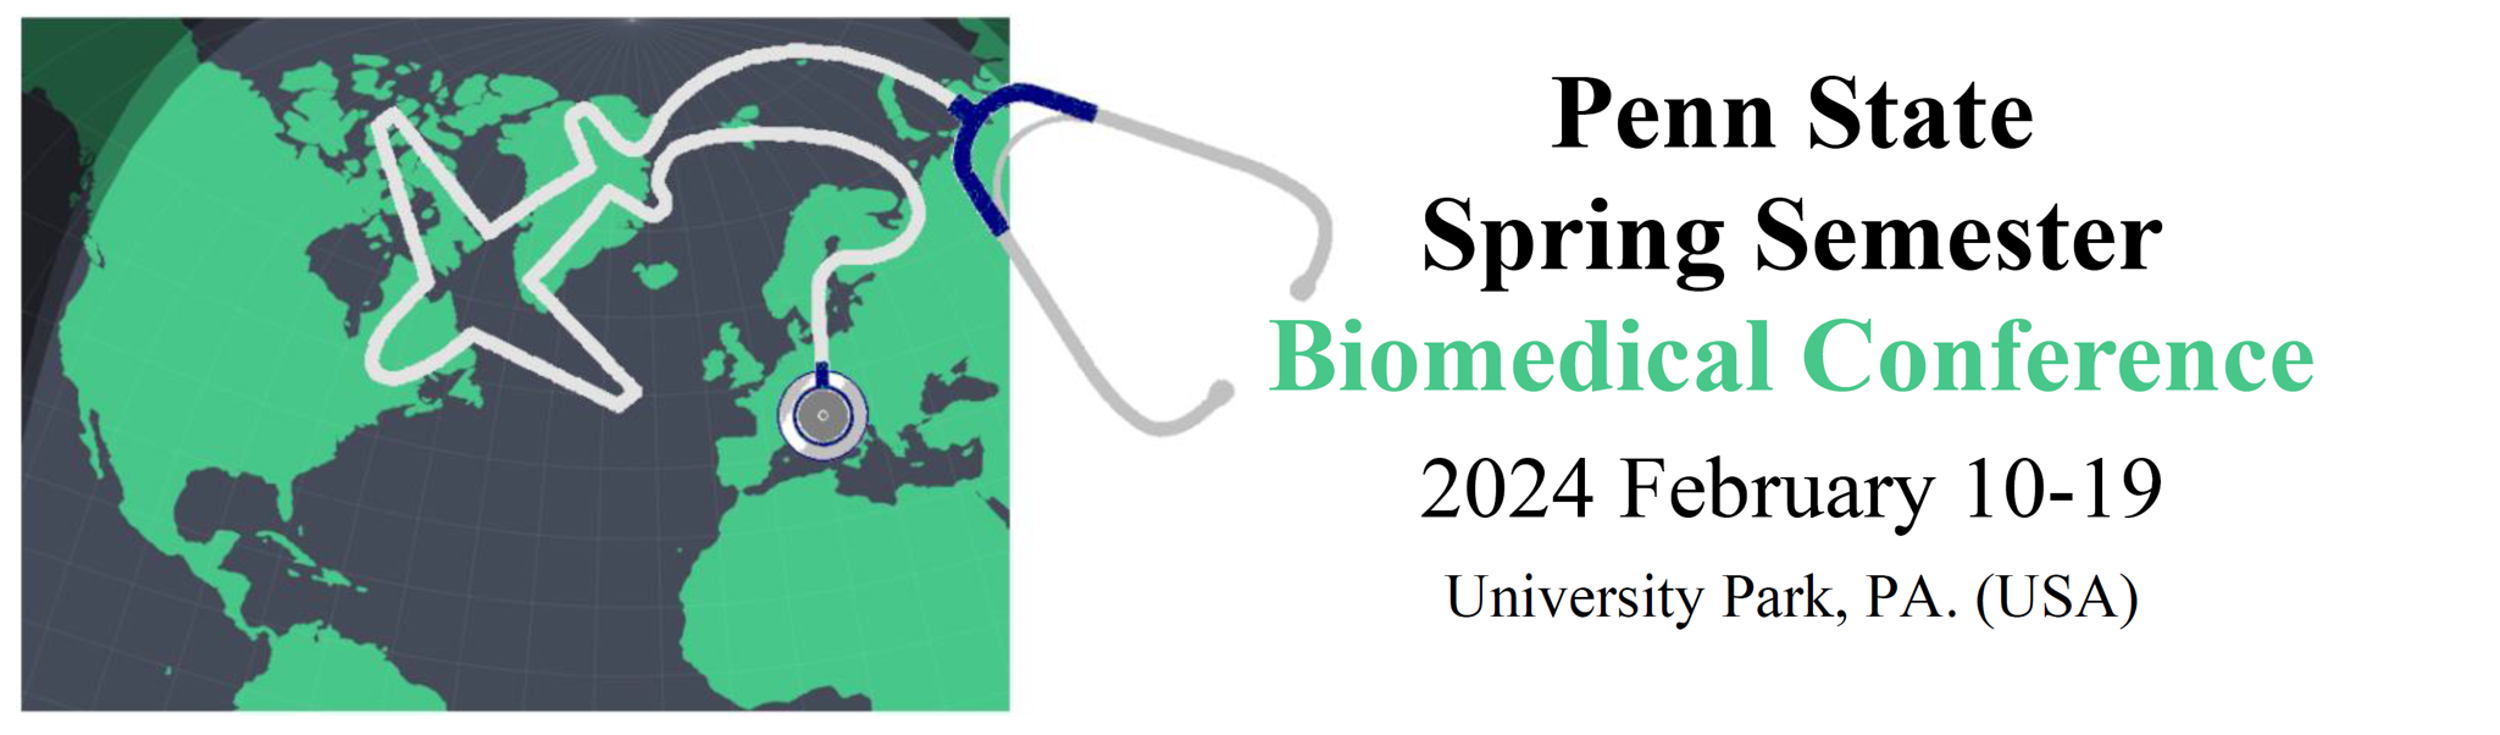 Penn State
Spring Semester
Biomedical Conference
2024 February 10-19
University Park, PA. (USA)